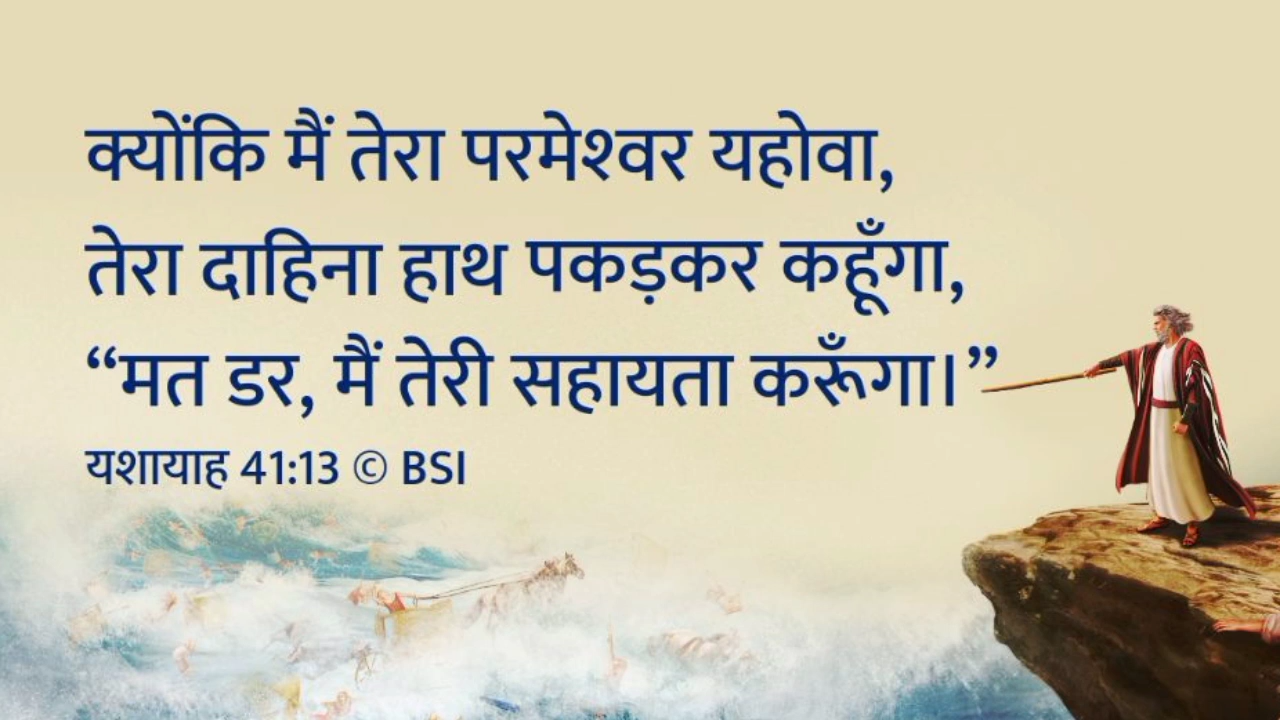 क्योंकि मैं तेरा परमेश्वर यहोवा,
तेरा दाहिना हाथ पकड़कर कहूँगा,
“मत डर, मैं तेरी सहायता करूँगा।”
यशायाह 41:13 © BSI